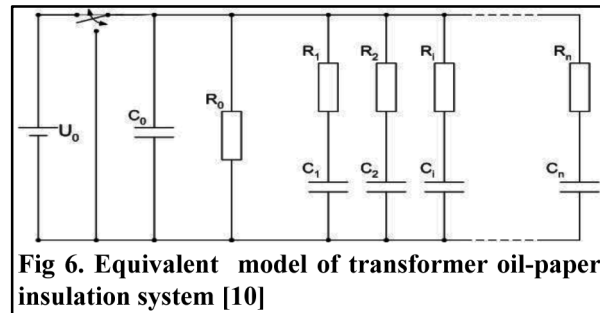 R₁ R₂ Rᵢ Rₙ
C₀ R₀
U₀
C₁ C₂ Cᵢ Cₙ
Fig 6. Equivalent model of transformer oil-paper
insulation system [10]